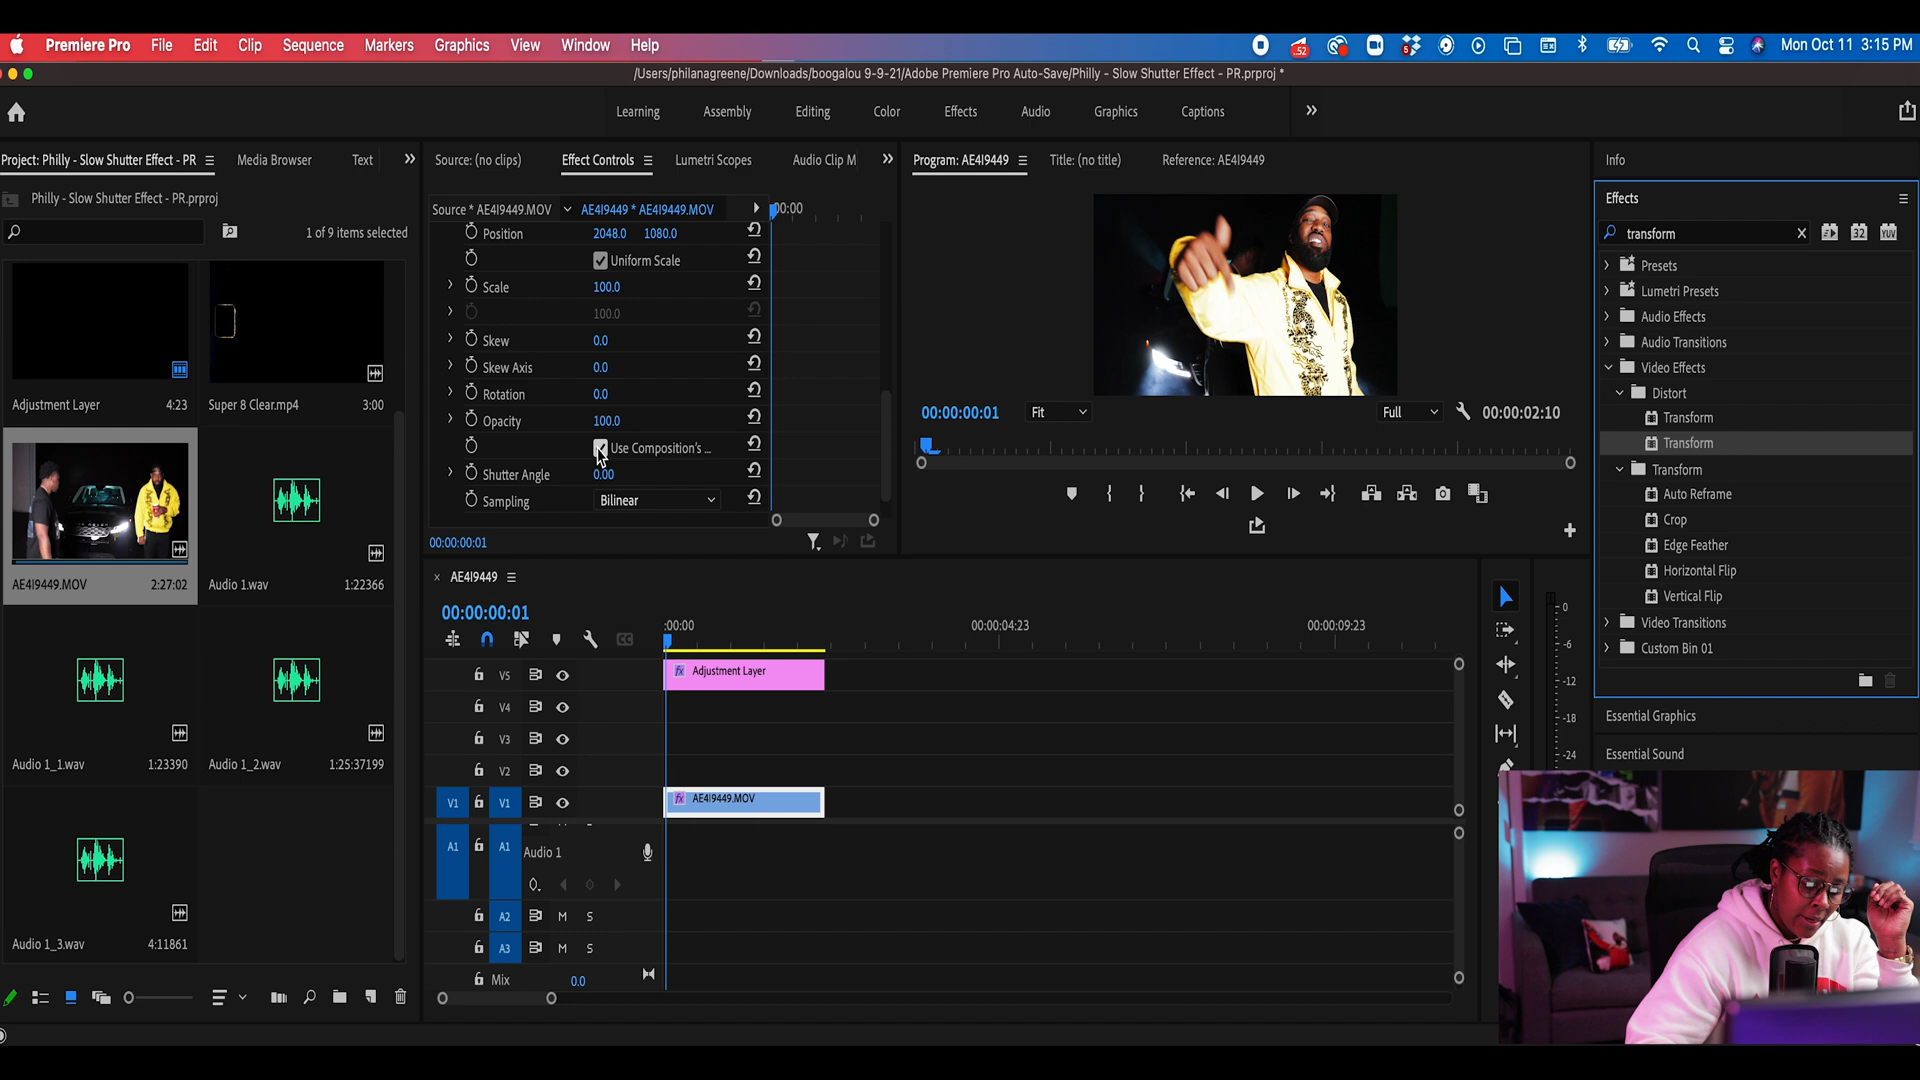 Premiere Pro File Edit Clip Sequence Markers Graphics View Window Help
52
5
Mon Oct 11 3:15 PM
/Users/philanagreene/Downloads/boogalou 9-9-21/Adobe Premiere Pro Auto-Save/Philly - Slow Shutter Effect - PR.prproj *
Learning Assembly Editing Color Effects Audio Graphics Captions
Project: Philly - Slow Shutter Effect - PR Media Browser Text
Philly - Slow Shutter Effect - PR.prproj
1 of 9 items selected
Adjustment Layer 4:23
Super 8 Clear.mp4 3:00
AE4I9449.MOV 2:27:02
Audio 1.wav 1:22366
Audio 1_1.wav 1:23390
Audio 1_2.wav 1:25:37199
Audio 1_3.wav 4:11861
Source: (no clips) Effect Controls Lumetri Scopes Audio Clip M
Source * AE4I9449.MOV AE4I9449 * AE4I9449.MOV :00:00
Position 2048.0 1080.0
Uniform Scale
Scale 100.0
100.0
Skew 0.0
Skew Axis 0.0
Rotation 0.0
Opacity 100.0
Use Composition's ...
Shutter Angle 0.00
Sampling Bilinear
00:00:00:01
Program: AE4I9449 Title: (no title) Reference: AE4I9449
00:00:00:01 Fit Full 00:00:02:10
AE4I9449
00:00:00:01
:00:00 00:00:04:23 00:00:09:23
V5 Adjustment Layer
V4
V3
V2
V1 V1 AE4I9449.MOV
A1 A1 Audio 1
A2 M S
A3 M S
Mix 0.0
0
-6
-12
-18
-24
Info
Effects
transform
32 YUV
Presets
Lumetri Presets
Audio Effects
Audio Transitions
Video Effects
Distort
Transform
Transform
Transform
Auto Reframe
Crop
Edge Feather
Horizontal Flip
Vertical Flip
Video Transitions
Custom Bin 01
Essential Graphics
Essential Sound